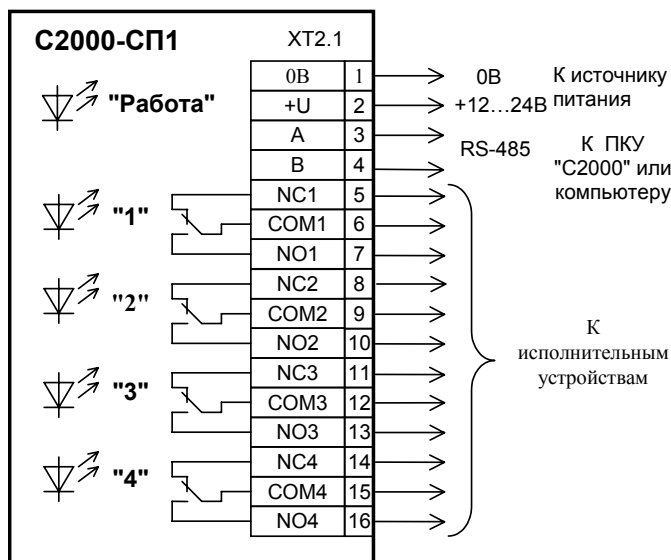 С2000-СП1
XT2.1
"Работа"
0В 1 0В
+U 2 +12...24В
К источнику
питания
A 3
B 4
RS-485
К ПКУ
"С2000" или
компьютеру
"1"
NC1 5
COM1 6
NO1 7
"2"
NC2 8
COM2 9
NO2 10
"3"
NC3 11
COM3 12
NO3 13
"4"
NC4 14
COM4 15
NO4 16
К
исполнительным
устройствам